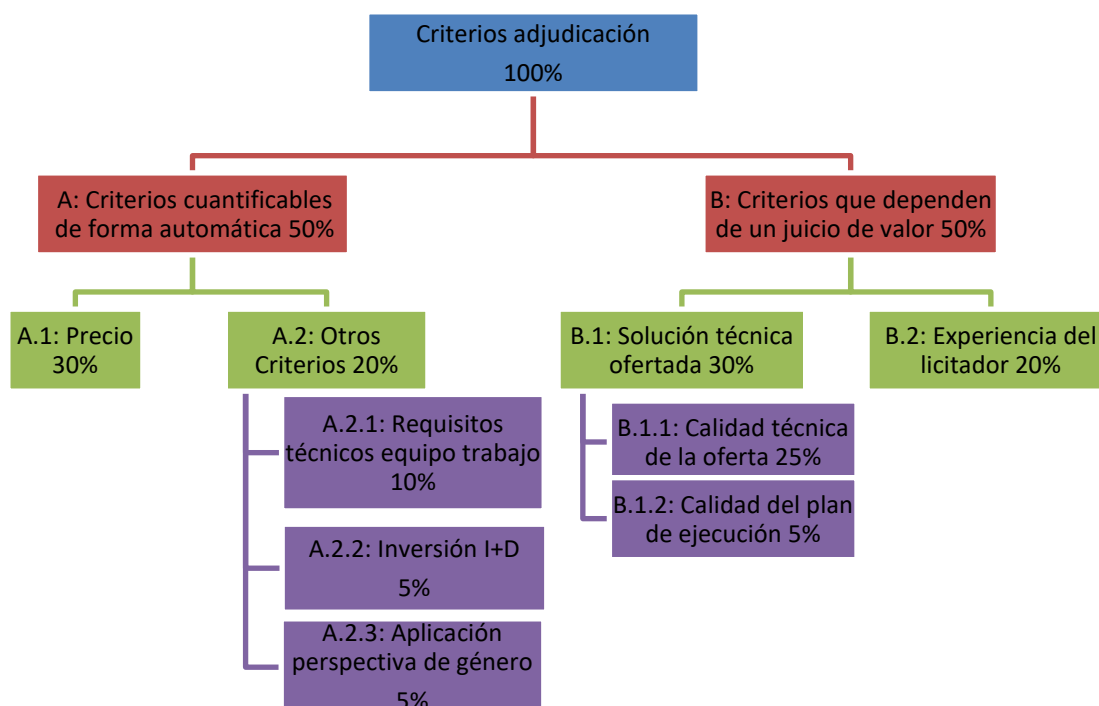 Criterios adjudicación
100%
A: Criterios cuantificables
de forma automática 50%
B: Criterios que dependen
de un juicio de valor 50%
A.1: Precio
30%
A.2: Otros
Criterios 20%
B.1: Solución técnica
ofertada 30%
B.2: Experiencia del
licitador 20%
A.2.1: Requisitos
técnicos equipo trabajo
10%
B.1.1: Calidad técnica
de la oferta 25%
B.1.2: Calidad del plan
de ejecución 5%
A.2.2: Inversión I+D
5%
A.2.3: Aplicación
perspectiva de género
5%